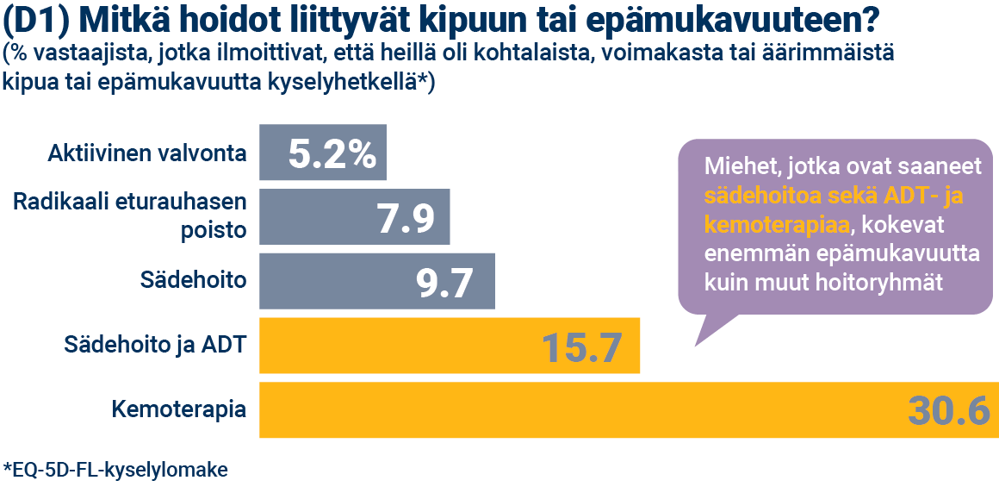 (D1) Mitkä hoidot liittyvät kipuun tai epämukavuuteen?
(% vastaajista, jotka ilmoittivat, että heillä oli kohtalaista, voimakasta tai äärimmäistä
kipua tai epämukavuutta kyselyhetkellä*)
Aktiivinen valvonta
5.2%
Radikaali eturauhasen
poisto
7.9
Sädehoito
9.7
Sädehoito ja ADT
15.7
Kemoterapia
30.6
Miehet, jotka ovat saaneet
sädehoitoa sekä ADT- ja
kemoterapiaa, kokevat
enemmän epämukavuutta
kuin muut hoitoryhmät
*EQ-5D-FL-kyselylomake